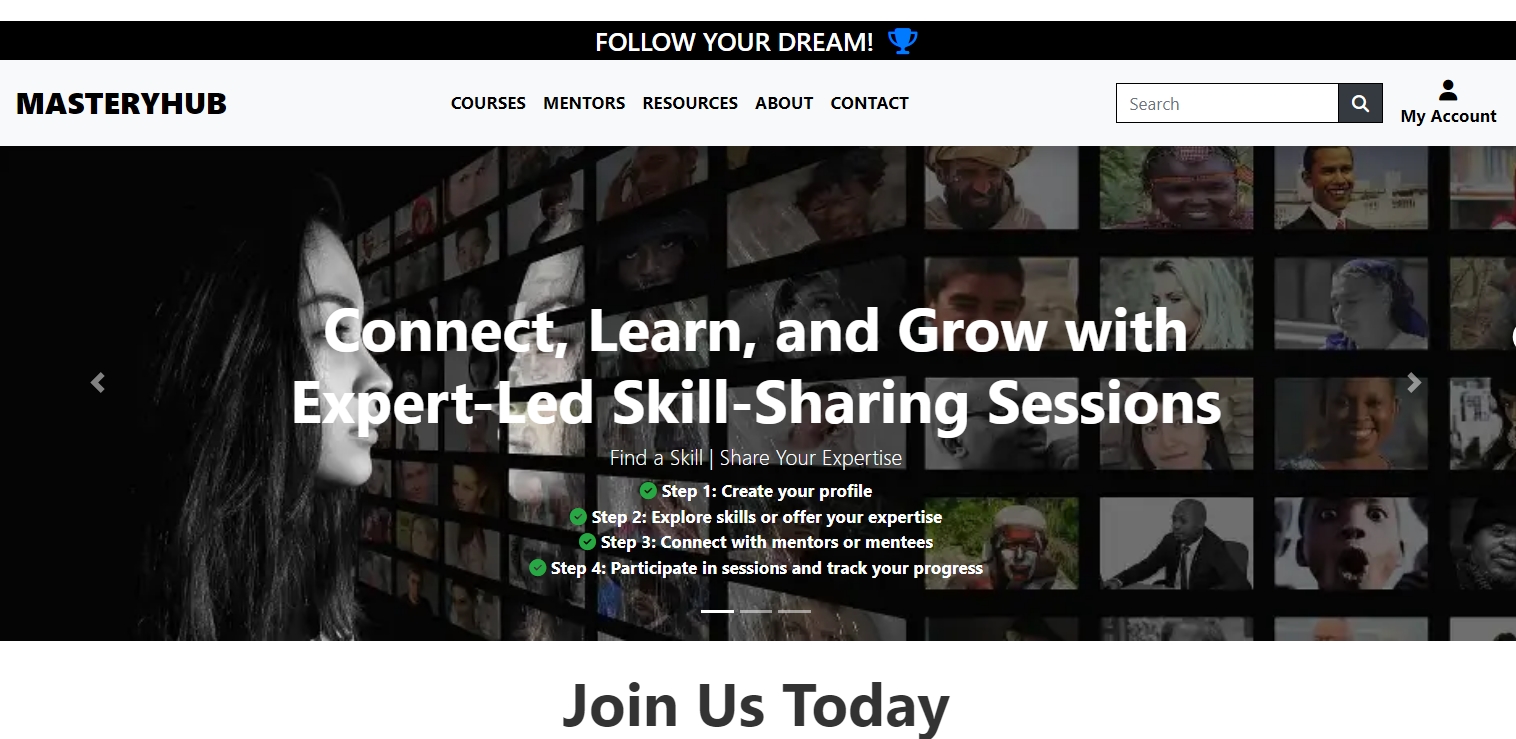 FOLLOW YOUR DREAM!
MASTERYHUB
COURSES MENTORS RESOURCES ABOUT CONTACT
Search
My Account
Connect, Learn, and Grow with
Expert-Led Skill-Sharing Sessions
Find a Skill | Share Your Expertise
Step 1: Create your profile
Step 2: Explore skills or offer your expertise
Step 3: Connect with mentors or mentees
Step 4: Participate in sessions and track your progress
Join Us Today